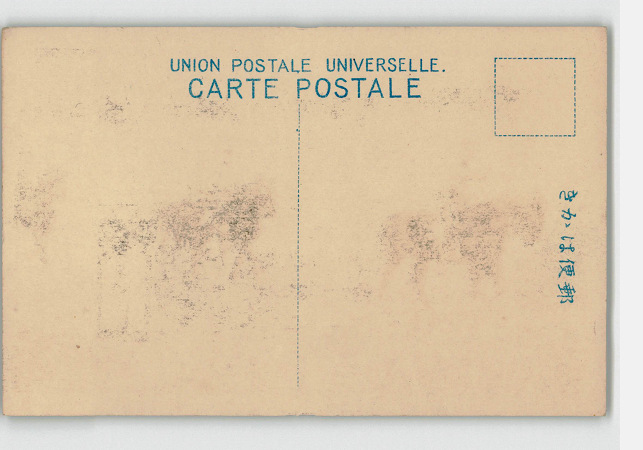 UNION POSTALE UNIVERSELLE.
CARTE POSTALE
郵便はかき